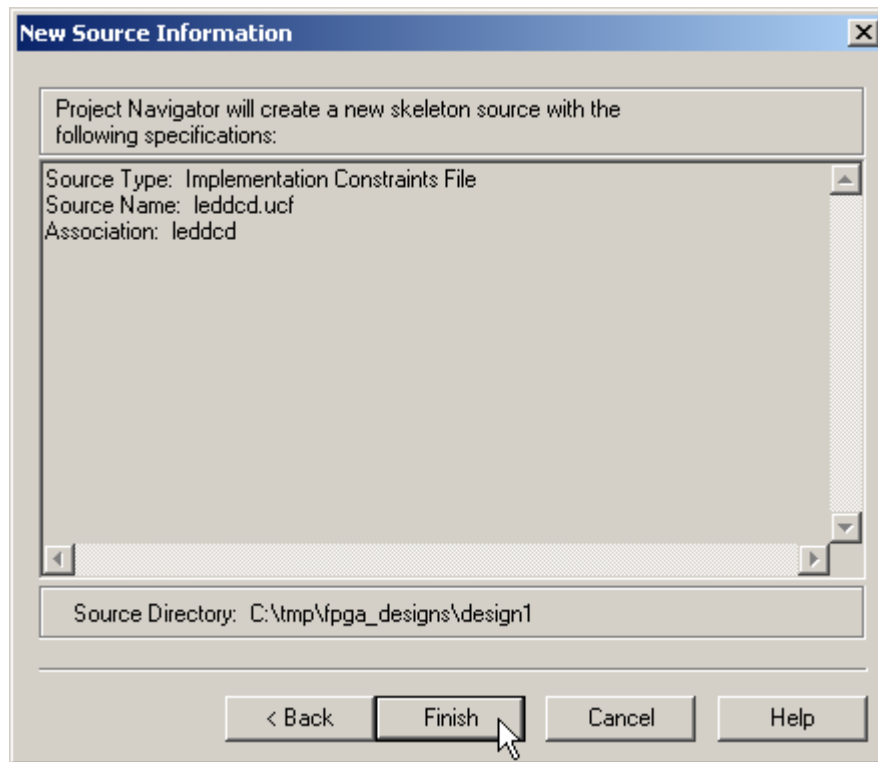 New Source Information
Project Navigator will create a new skeleton source with the
following specifications:
Source Type:  Implementation Constraints File
Source Name:  leddcd.ucf
Association:  leddcd
Source Directory:  C:\tmp\fpga_designs\design1
< Back
Finish
Cancel
Help